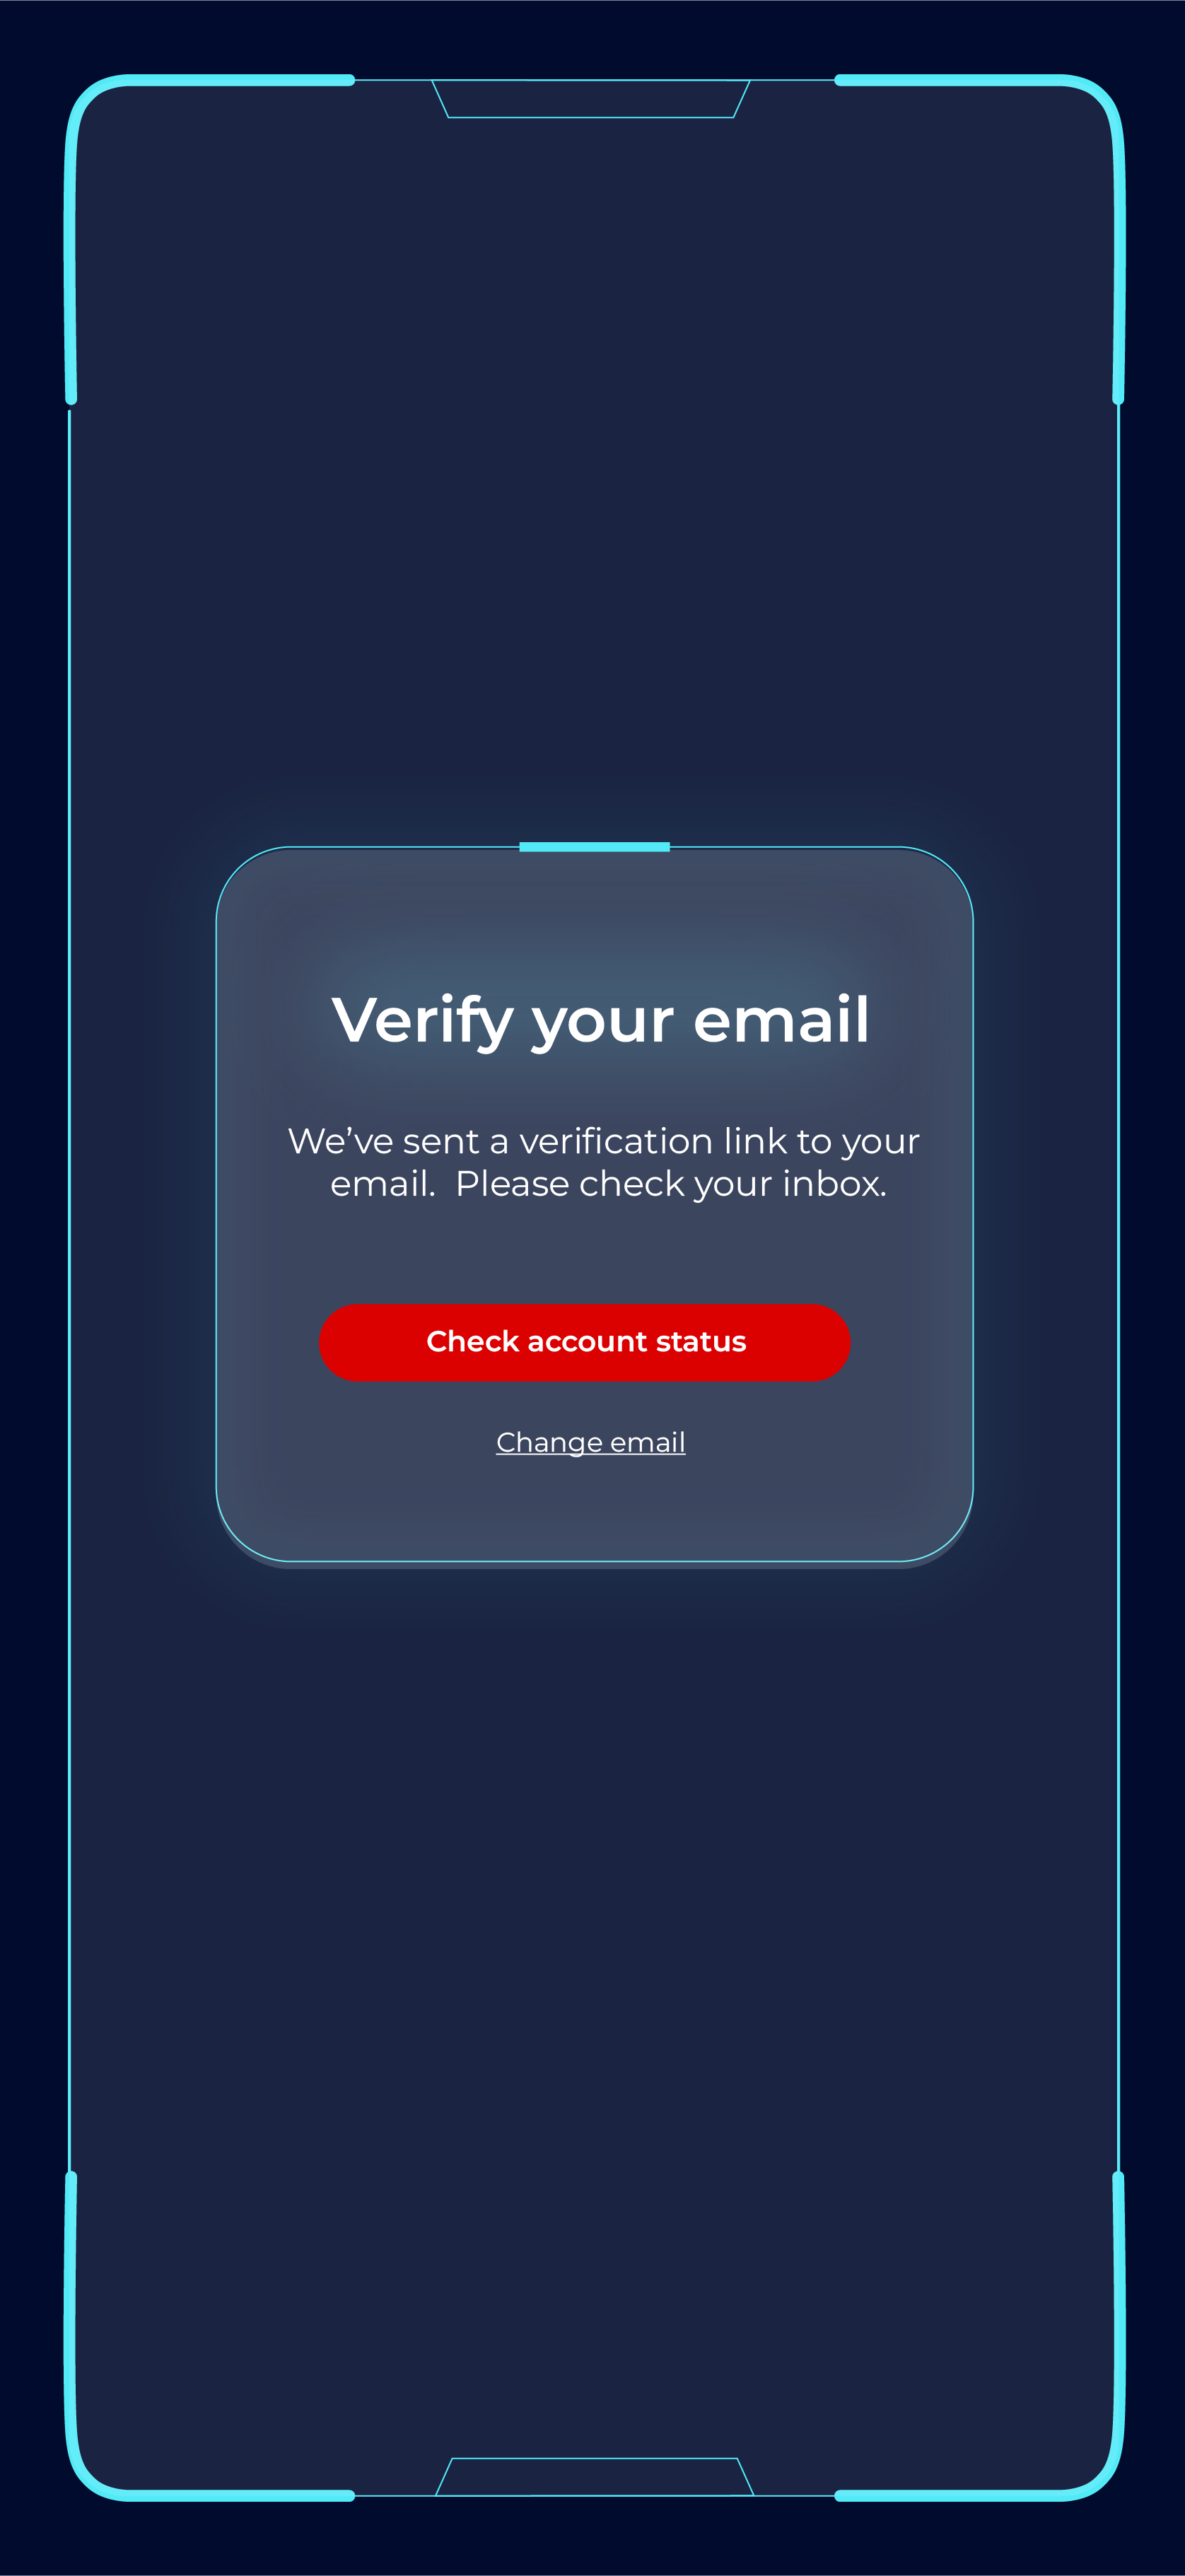 Verify your email
We’ve sent a verification link to your
email.  Please check your inbox.
Check account status
Change email